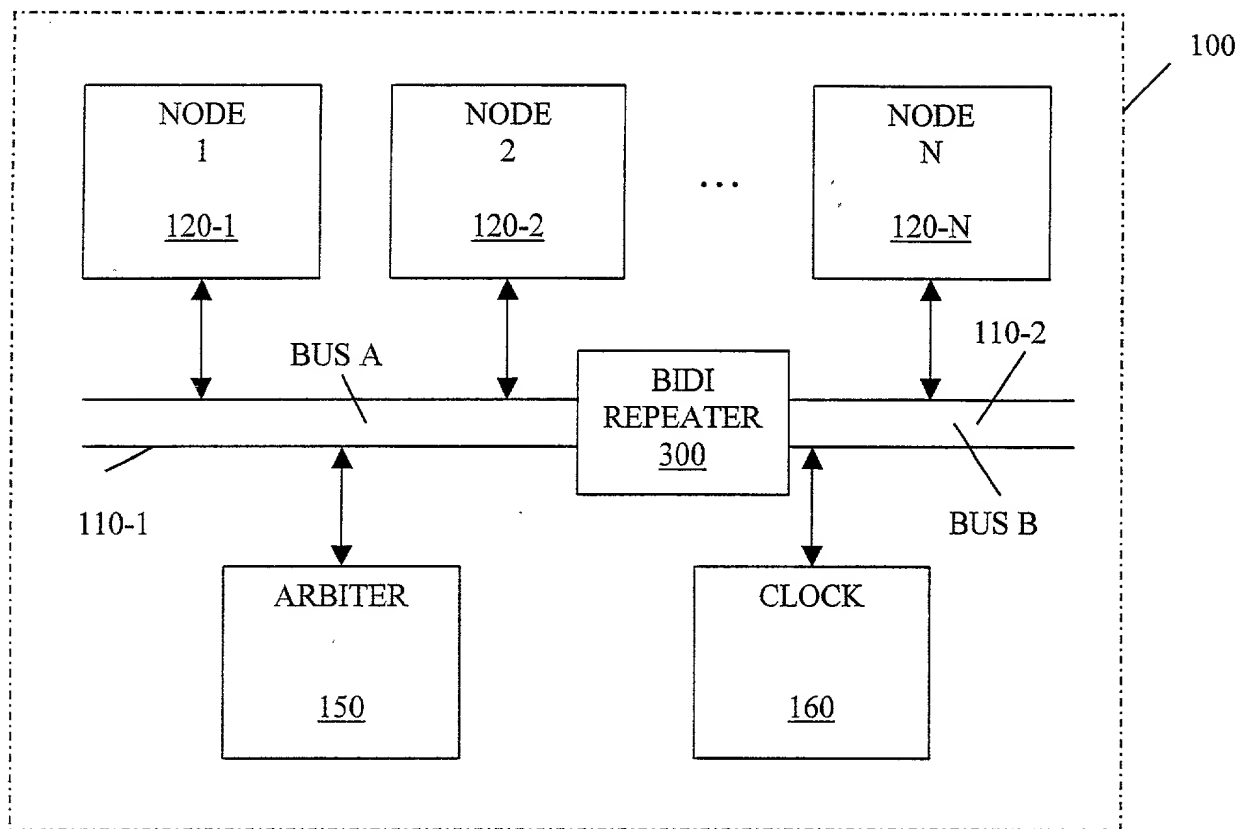 100
NODE
1
120-1
NODE
2
120-2
...
NODE
N
120-N
BUS A
110-2
BIDI
REPEATER
300
110-1
BUS B
ARBITER
150
CLOCK
160